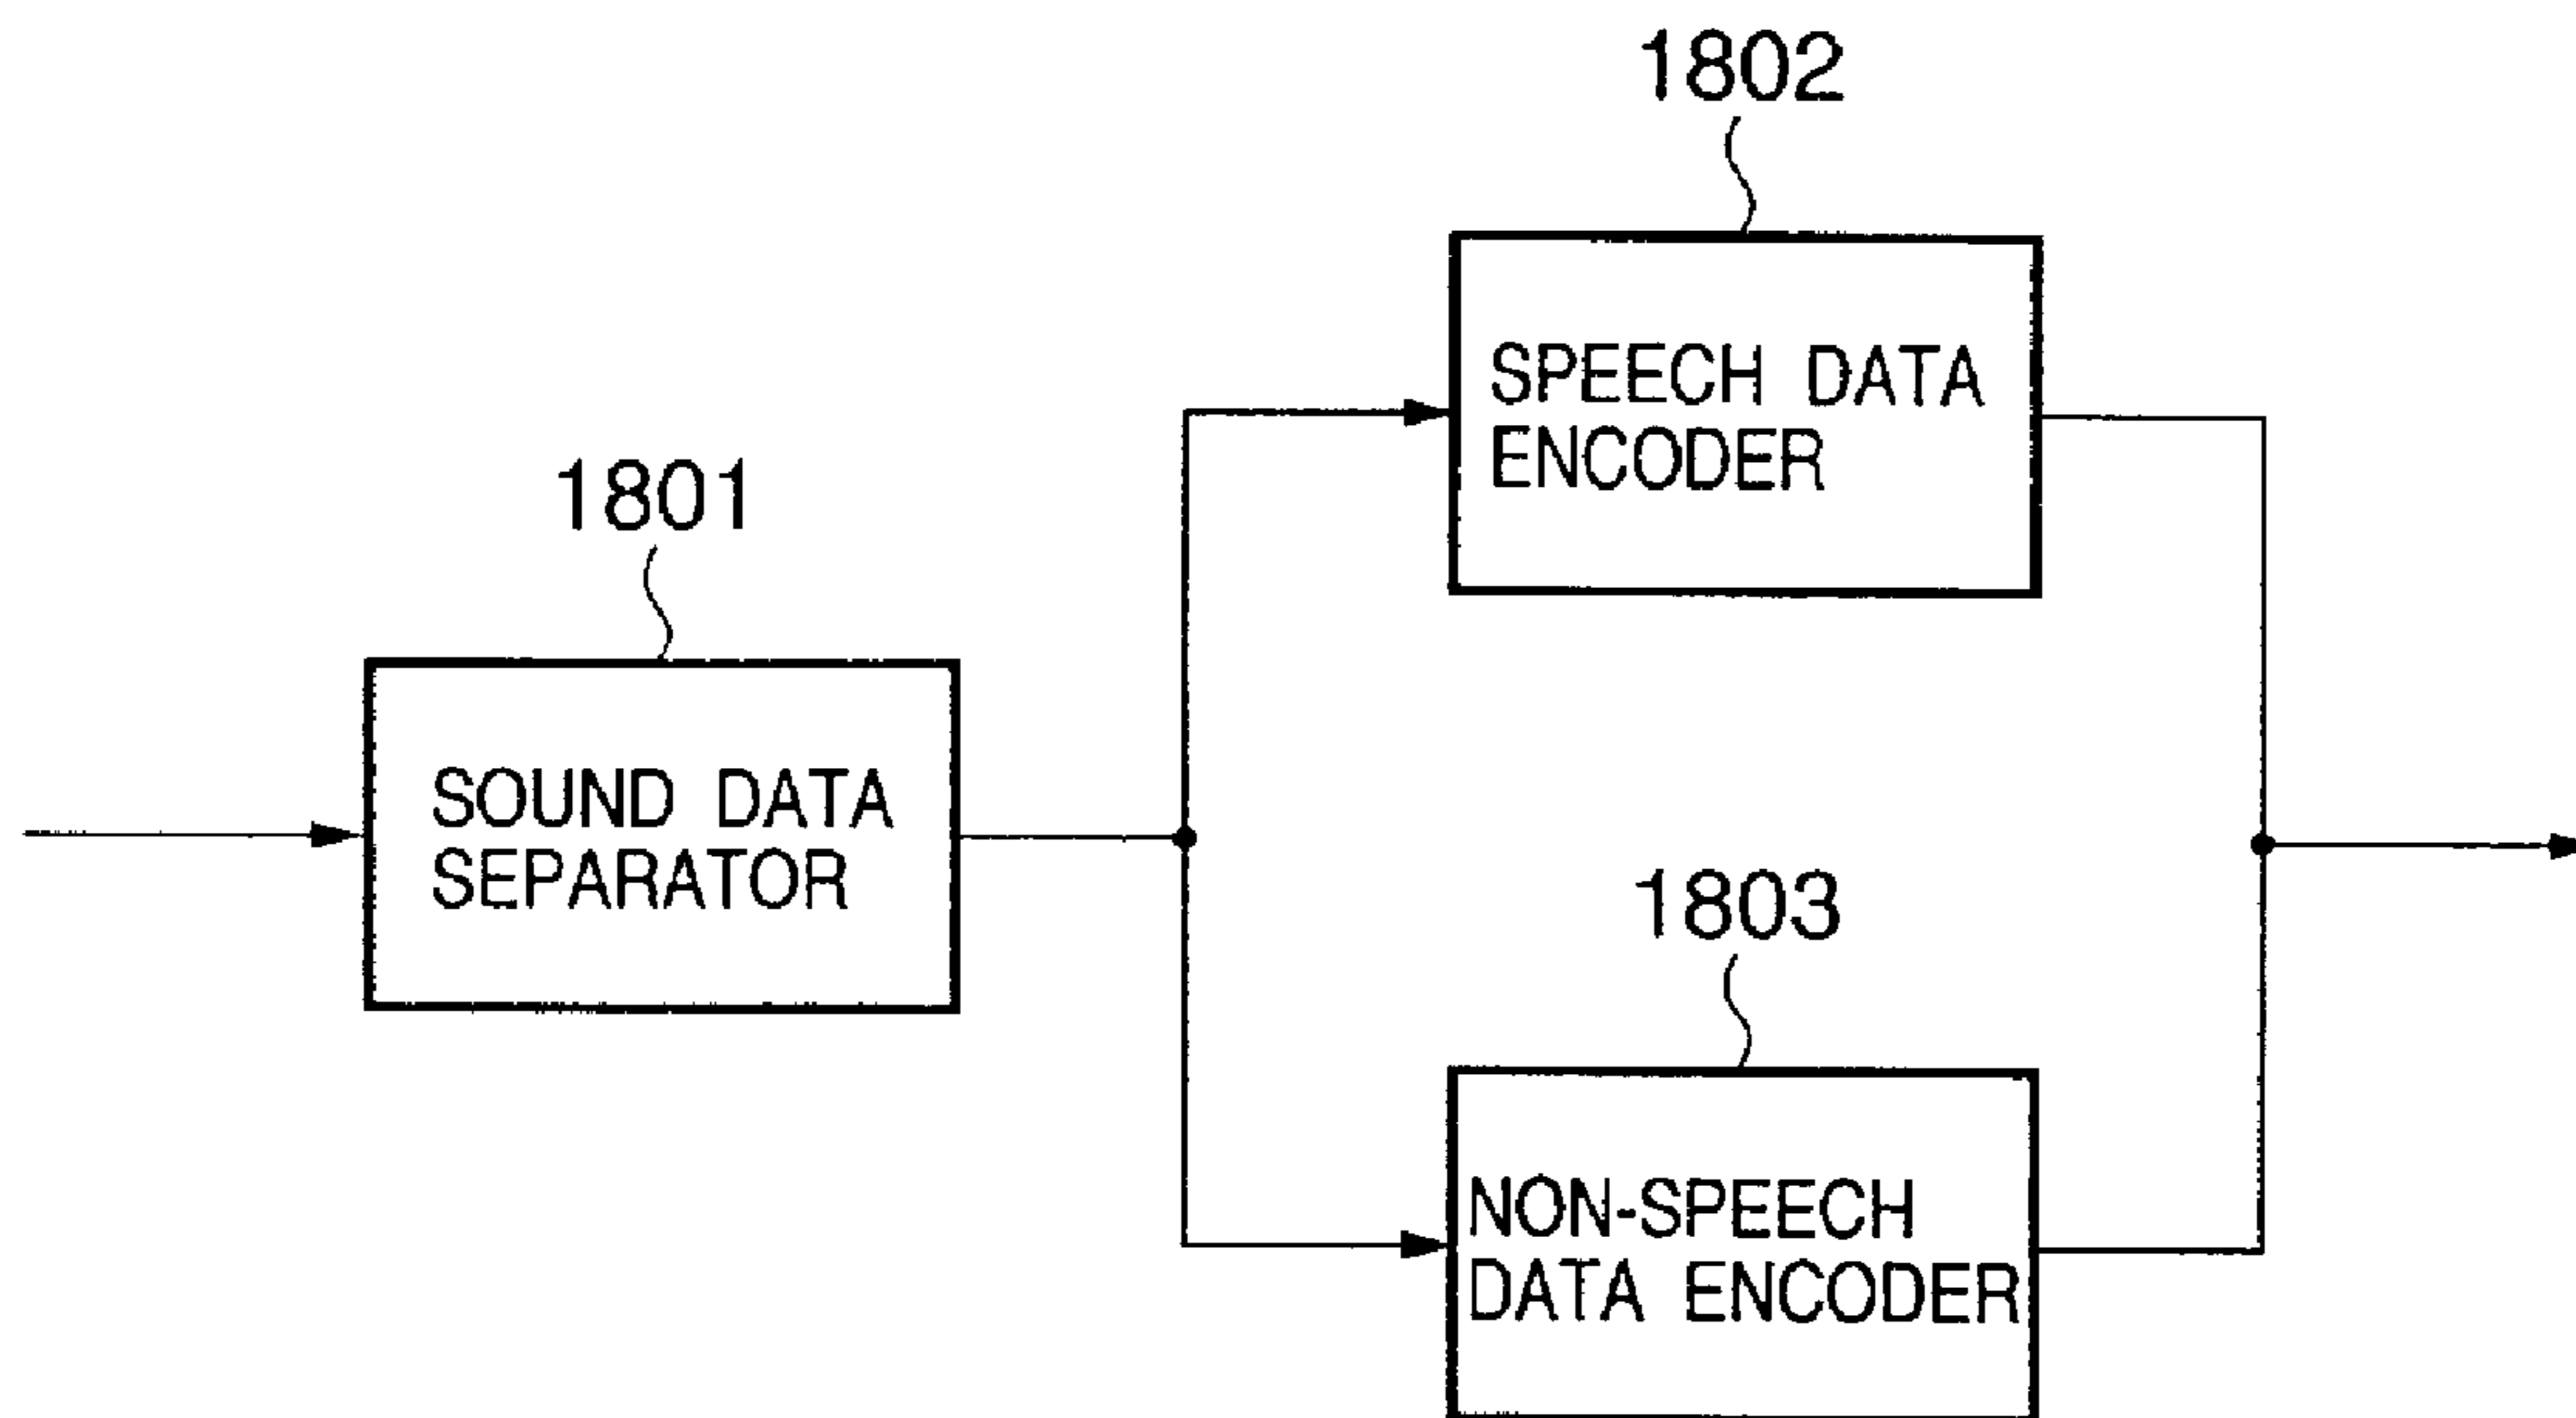 1802
SPEECH DATA
ENCODER
1801
SOUND DATA
SEPARATOR
1803
NON-SPEECH
DATA ENCODER